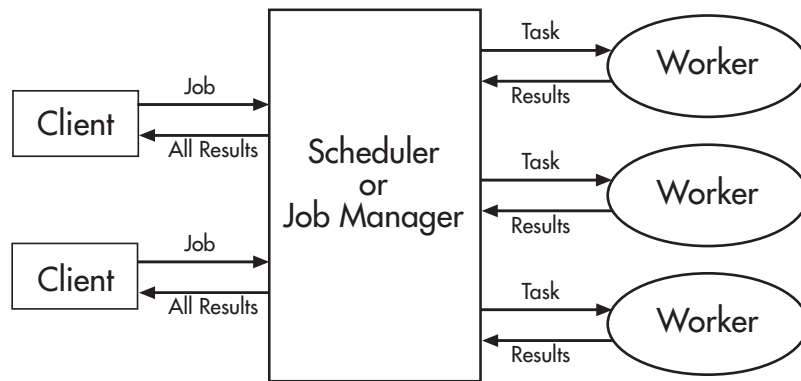 Client
Job
All Results
Client
Job
All Results
Scheduler
or
Job Manager
Task
Results
Worker
Task
Results
Worker
Task
Results
Worker